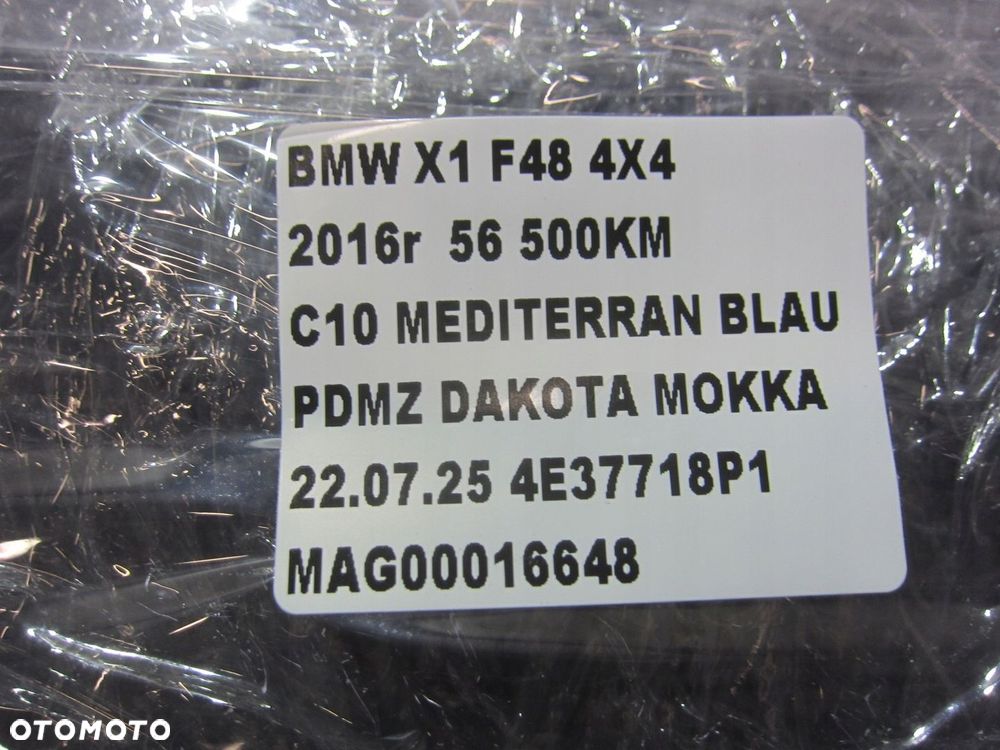 BMW X1 F48 4X4
2016r 56 500KM
C10 MEDITERRAN BLAU
PDMZ DAKOTA MOKKA
22.07.25 4E37718P1
MAG00016648
OTOMOTO